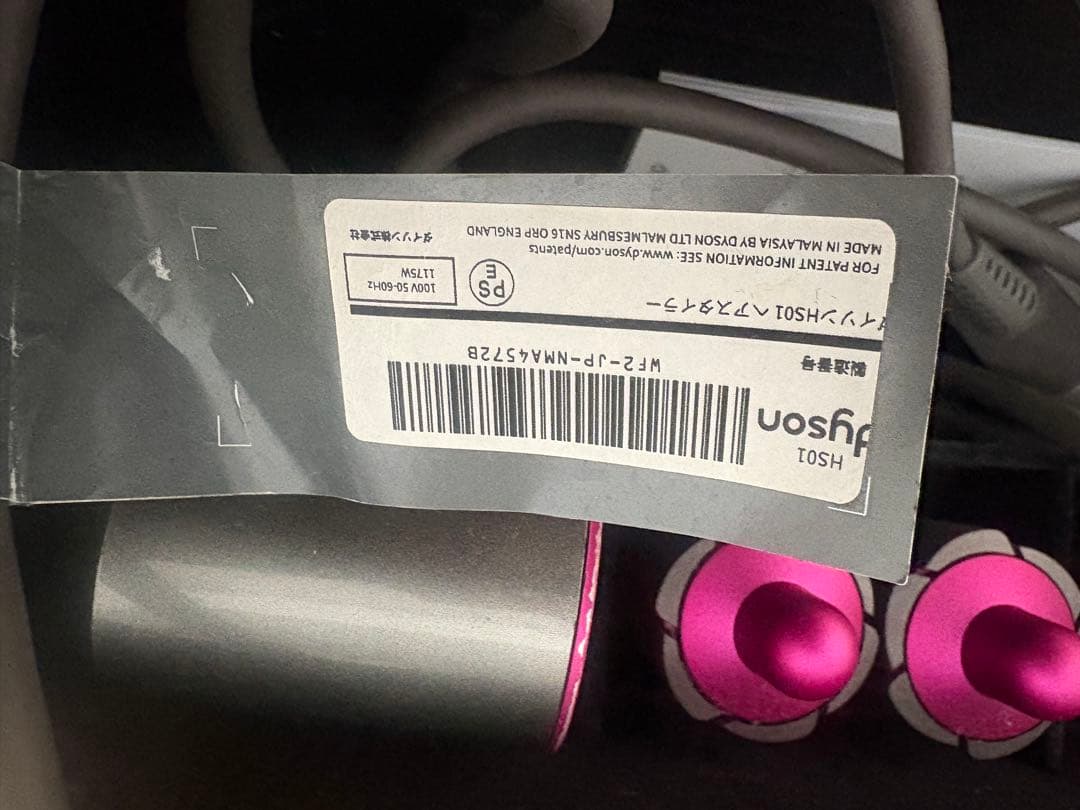 HS01
dyson
製造番号
WF2-JP-NMA4572B
ダイソンHS01 ヘアスタイラー
PS
E
100V 50-60Hz
1175W
FOR PATENT INFORMATION SEE: www.dyson.com/patents
MADE IN MALAYSIA BY DYSON LTD MALMESBURY SN16 0RP ENGLAND
ダイソン株式会社